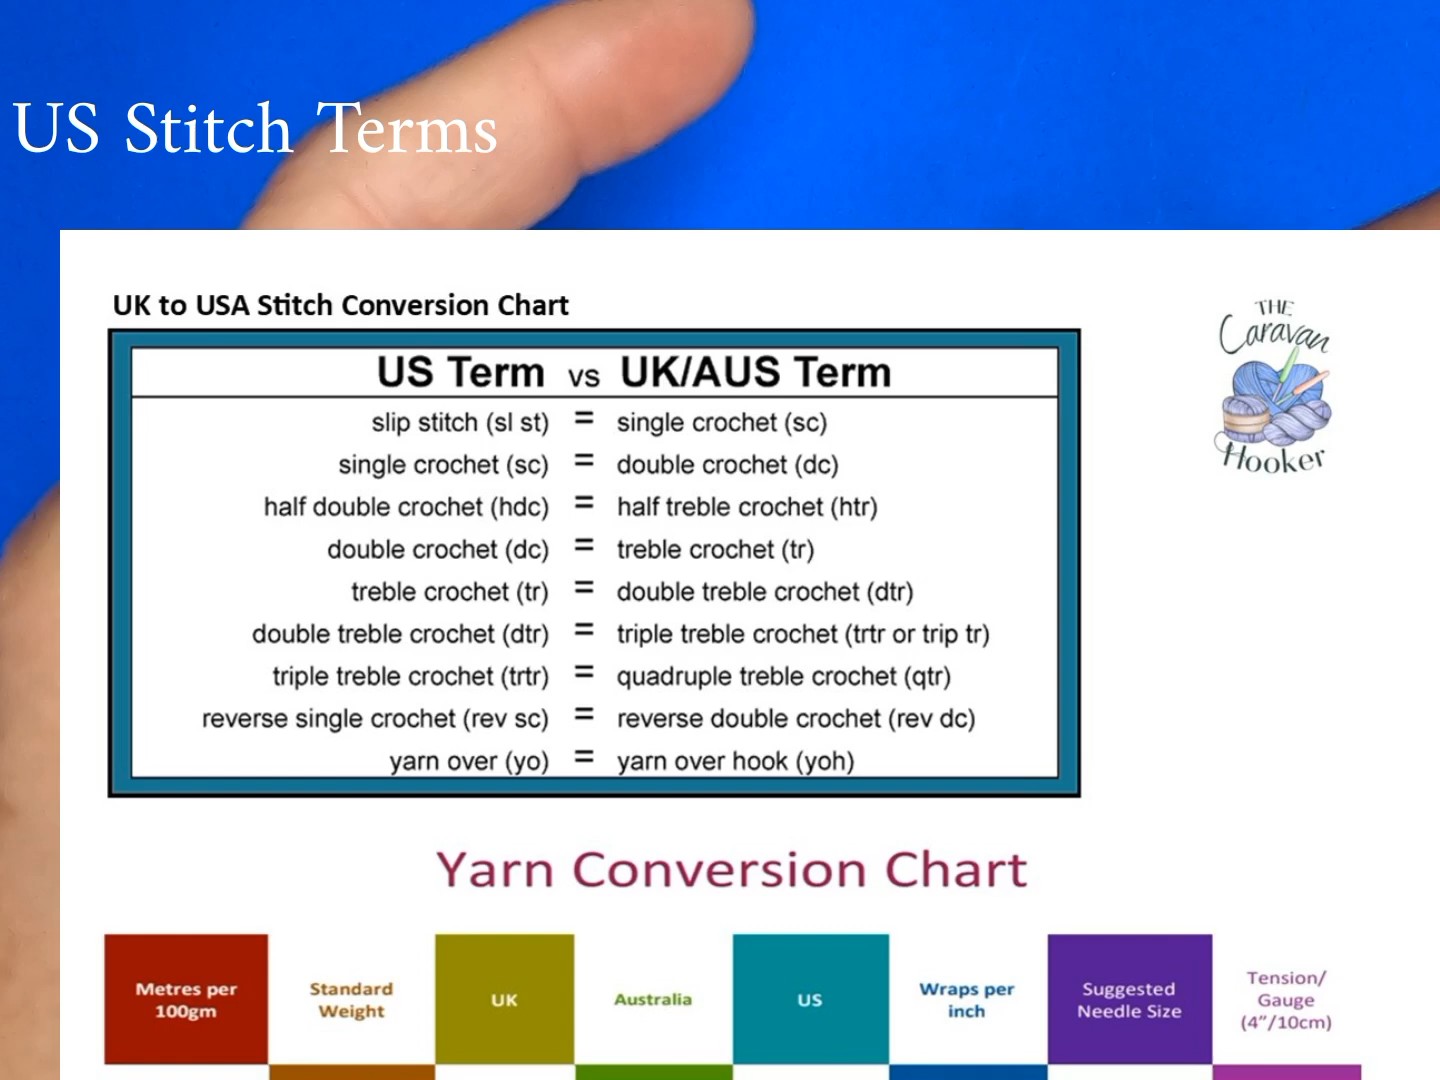 US Stitch Terms
UK to USA Stitch Conversion Chart
THE
Caravan
Hooker
US Term vs UK/AUS Term
slip stitch (sl st) = single crochet (sc)
single crochet (sc) = double crochet (dc)
half double crochet (hdc) = half treble crochet (htr)
double crochet (dc) = treble crochet (tr)
treble crochet (tr) = double treble crochet (dtr)
double treble crochet (dtr) = triple treble crochet (trtr or trip tr)
triple treble crochet (trtr) = quadruple treble crochet (qtr)
reverse single crochet (rev sc) = reverse double crochet (rev dc)
yarn over (yo) = yarn over hook (yoh)
Yarn Conversion Chart
Metres per
100gm
Standard
Weight
UK
Australia
US
Wraps per
inch
Suggested
Needle Size
Tension/
Gauge
(4”/10cm)